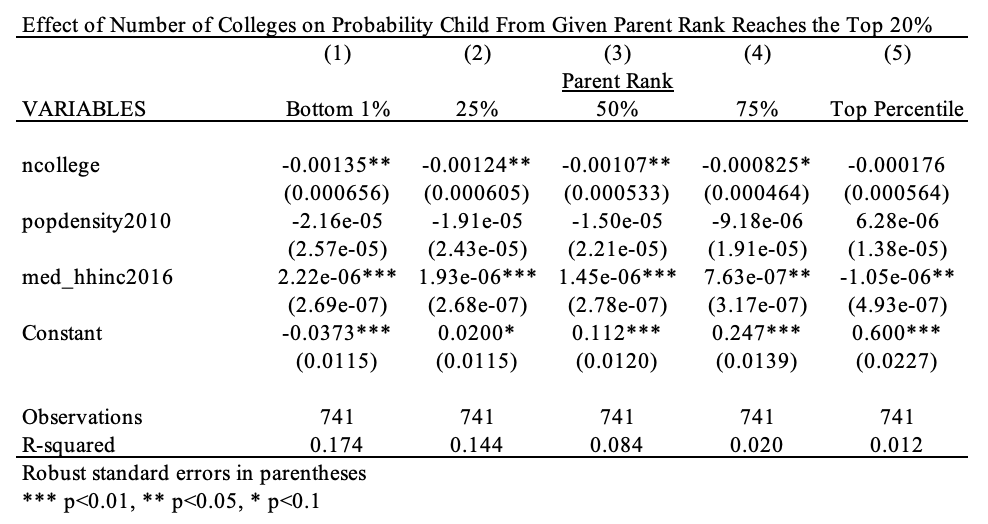 Effect of Number of Colleges on Probability Child From Given Parent Rank Reaches the Top 20%
(1) (2) (3) (4) (5)
Parent Rank
VARIABLES Bottom 1% 25% 50% 75% Top Percentile
ncollege -0.00135** -0.00124** -0.00107** -0.000825* -0.000176
(0.000656) (0.000605) (0.000533) (0.000464) (0.000564)
popdensity2010 -2.16e-05 -1.91e-05 -1.50e-05 -9.18e-06 6.28e-06
(2.57e-05) (2.43e-05) (2.21e-05) (1.91e-05) (1.38e-05)
med_hhinc2016 2.22e-06*** 1.93e-06*** 1.45e-06*** 7.63e-07** -1.05e-06**
(2.69e-07) (2.68e-07) (2.78e-07) (3.17e-07) (4.93e-07)
Constant -0.0373*** 0.0200* 0.112*** 0.247*** 0.600***
(0.0115) (0.0115) (0.0120) (0.0139) (0.0227)
Observations 741 741 741 741 741
R-squared 0.174 0.144 0.084 0.020 0.012
Robust standard errors in parentheses
*** p<0.01, ** p<0.05, * p<0.1